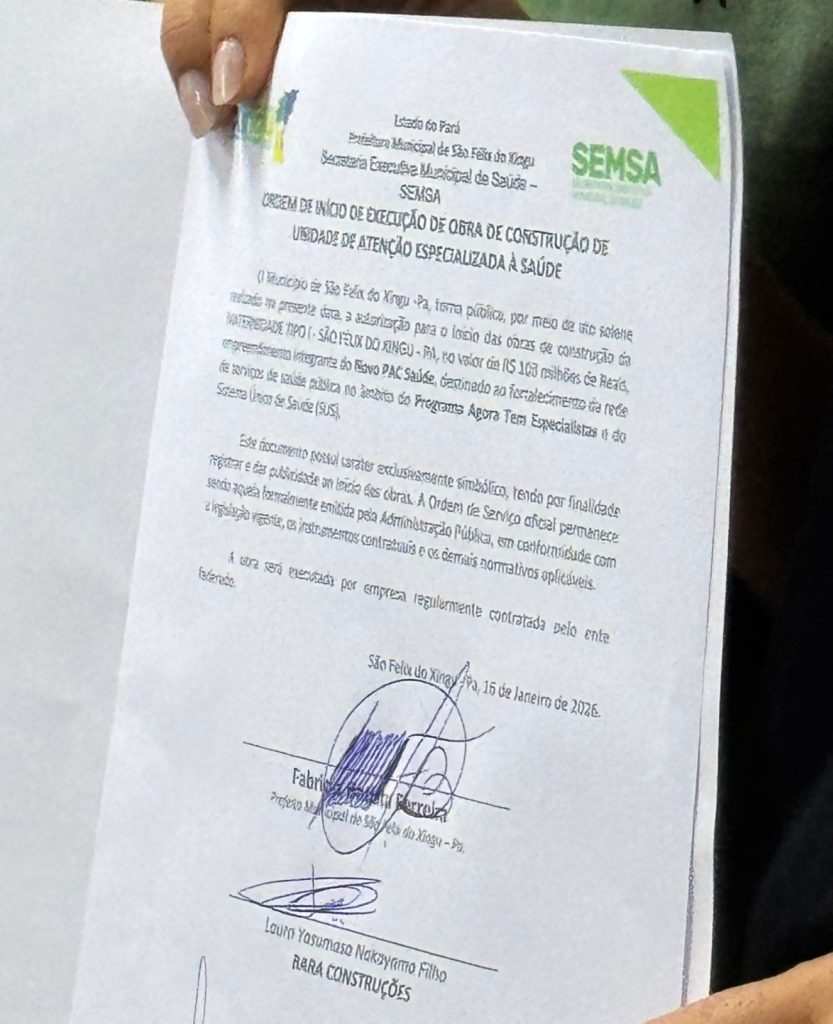 Estado do Pará
Prefeitura Municipal de São Félix do Xingu
Secretaria Executiva Municipal de Saúde –
SEMSA
SEMSA
ORDEM DE INÍCIO DE EXECUÇÃO DE OBRA DE CONSTRUÇÃO DE
UNIDADE DE ATENÇÃO ESPECIALIZADA À SAÚDE
O Município de São Felix do Xingu -Pa, torna público, por meio de ato solene
realizado na presente data, a autorização para o início das obras de construção da
MATERNIDADE TIPO I - SÃO FÉLIX DO XINGU - PA, no valor de R$ 103 milhões de Reais,
empreendimento integrante do Novo PAC Saúde, destinado ao fortalecimento da rede
de serviços de saúde pública no âmbito do Programa Agora Tem Especialistas e do
Sistema Único de Saúde (SUS).
Este documento possui caráter exclusivamente simbólico, tendo por finalidade
registrar e dar publicidade ao início das obras. A Ordem de Serviço oficial permanece
sendo aquela formalmente emitida pela Administração Pública, em conformidade com
a legislação vigente, os instrumentos contratuais e os demais normativos aplicáveis.
A obra será executada por empresa regularmente contratada pelo ente
federado.
São Felix do Xingu -Pa, 16 de Janeiro de 2026.
Prefeito Municipal de São Felix do Xingu – Pa.
Lauro Yasumasa Nakayama Filho
RARA CONSTRUÇÕES